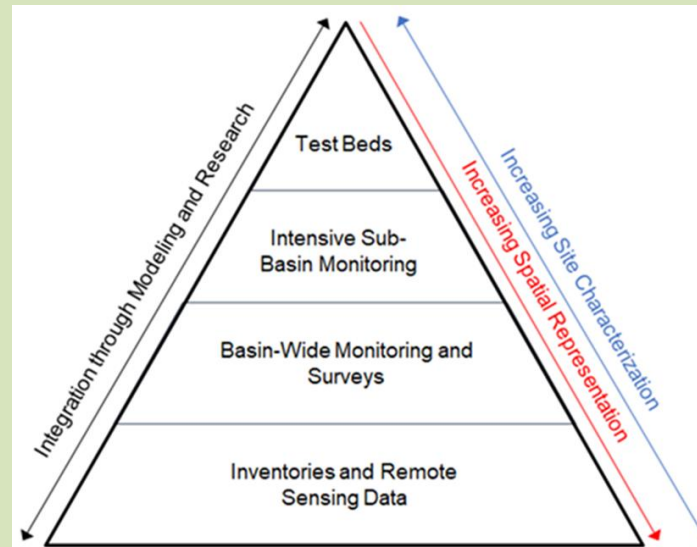 Test Beds
Intensive Sub-
Basin Monitoring
Basin-Wide Monitoring and
Surveys
Inventories and Remote
Sensing Data
Integration through Modeling and Research
Increasing Spatial Representation
Increasing Site Characterization